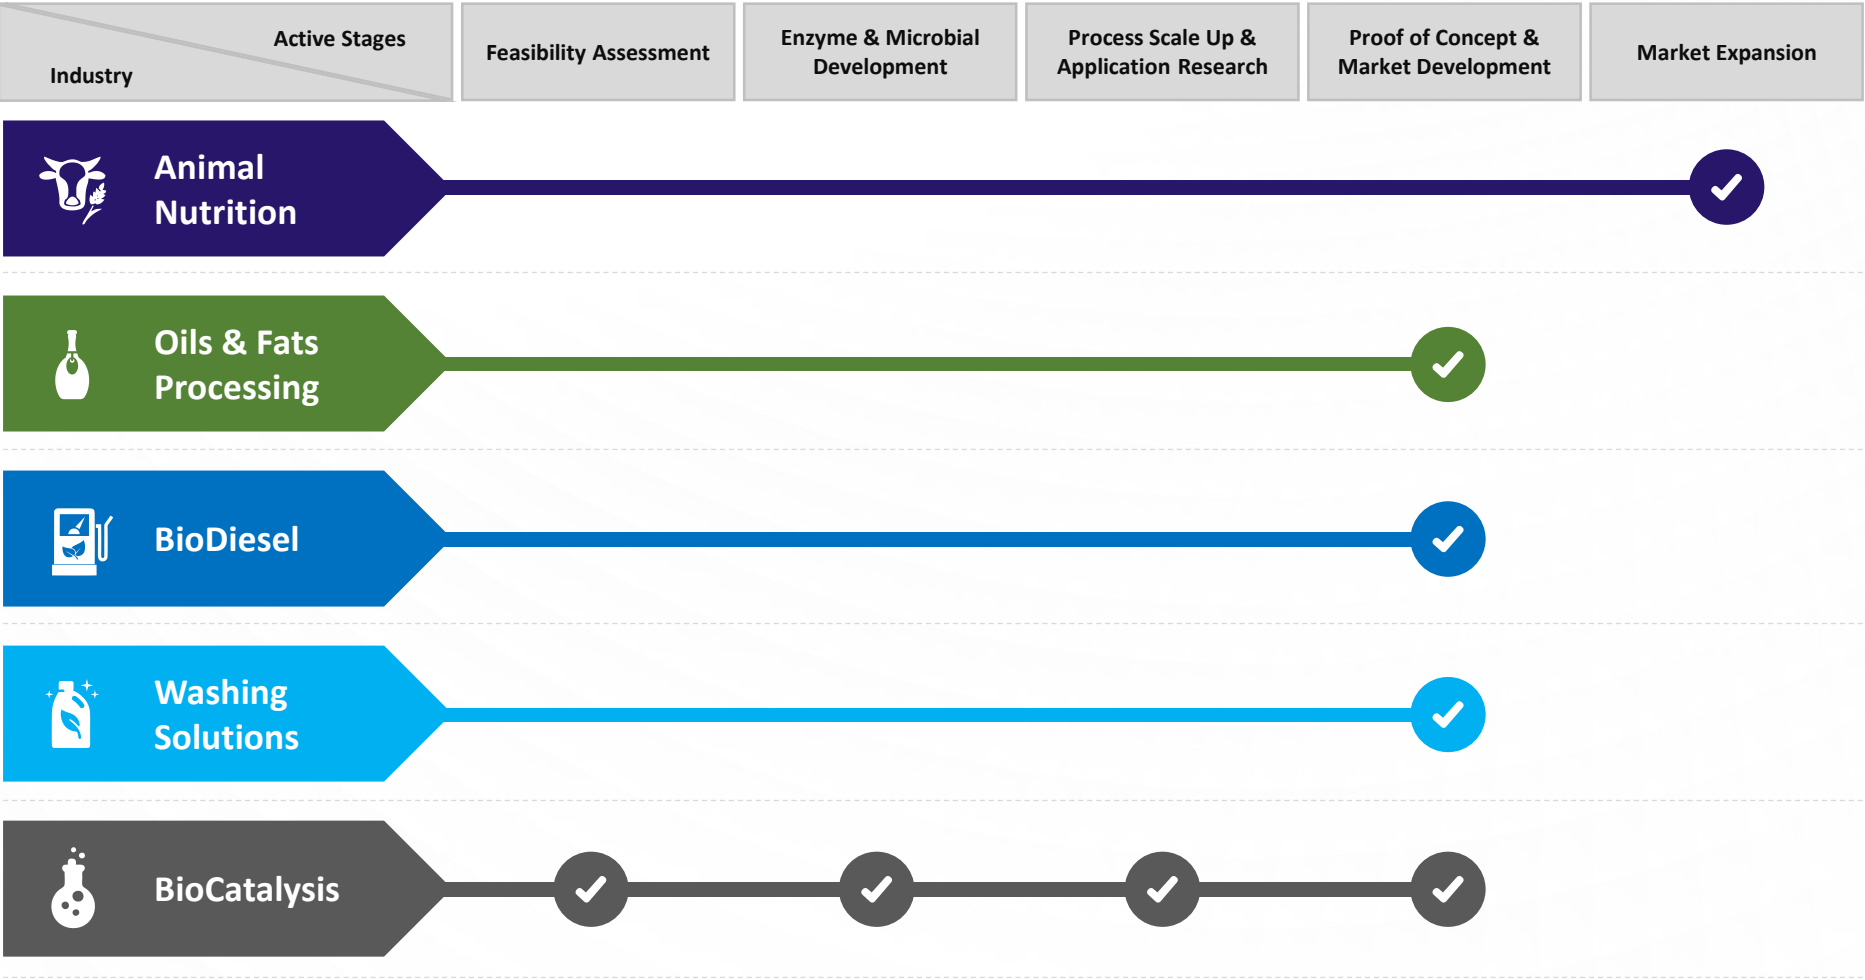 Active Stages
Industry
Feasibility Assessment
Enzyme & Microbial
Development
Process Scale Up &
Application Research
Proof of Concept &
Market Development
Market Expansion
Animal
Nutrition
Oils & Fats
Processing
BioDiesel
Washing
Solutions
BioCatalysis